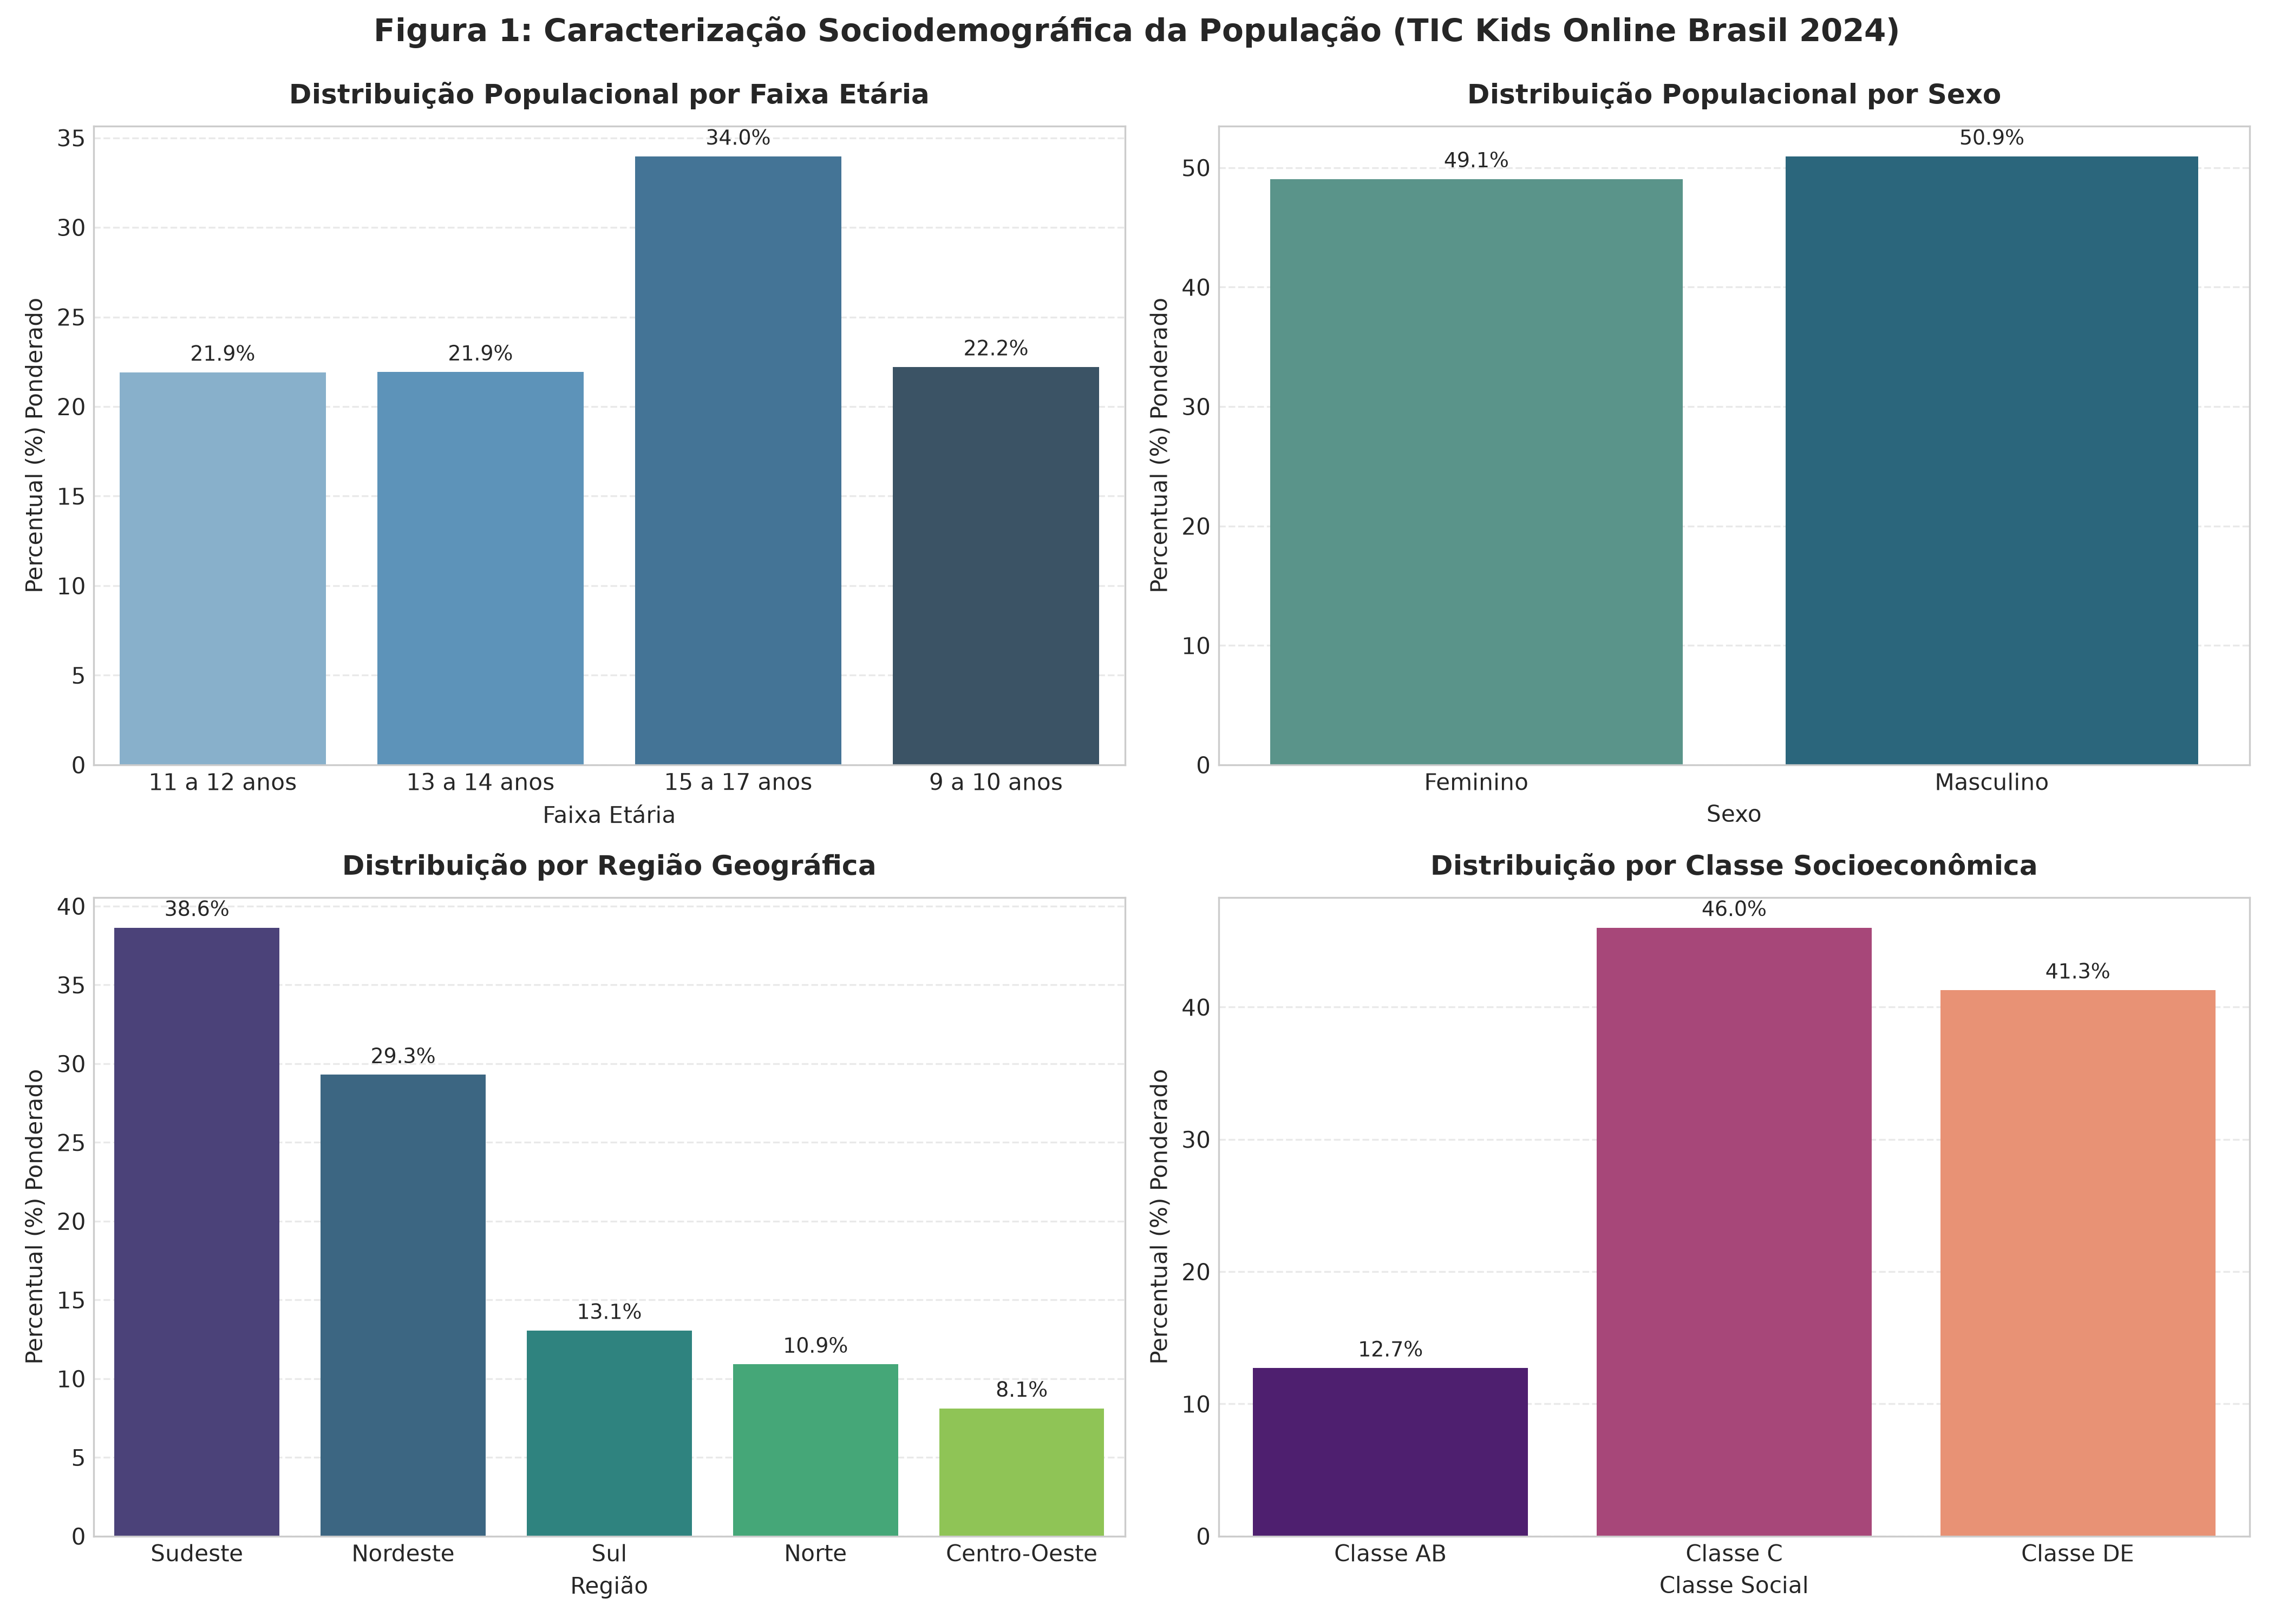 Figura 1: Caracterização Sociodemográfica da População (TIC Kids Online Brasil 2024)
Distribuição Populacional por Faixa Etária
Percentual (%) Ponderado
35
30
25
20
15
10
5
0
21.9%
21.9%
34.0%
22.2%
11 a 12 anos
13 a 14 anos
15 a 17 anos
9 a 10 anos
Faixa Etária
Distribuição Populacional por Sexo
Percentual (%) Ponderado
50
40
30
20
10
0
49.1%
50.9%
Feminino
Masculino
Sexo
Distribuição por Região Geográfica
Percentual (%) Ponderado
40
35
30
25
20
15
10
5
0
38.6%
29.3%
13.1%
10.9%
8.1%
Sudeste
Nordeste
Sul
Norte
Centro-Oeste
Região
Distribuição por Classe Socioeconômica
Percentual (%) Ponderado
40
30
20
10
0
12.7%
46.0%
41.3%
Classe AB
Classe C
Classe DE
Classe Social